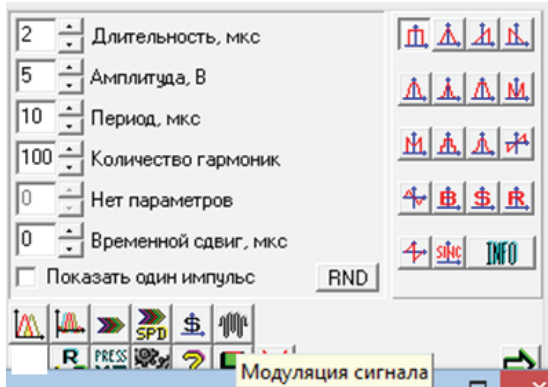 2 Длительность, мкс
5 Амплитуда, В
10 Период, мкс
100 Количество гармоник
0 Нет параметров
0 Временной сдвиг, мкс
Показать один импульс RND
B S R
SINC INFO
SPD $
R PRESS ?
Модуляция сигнала